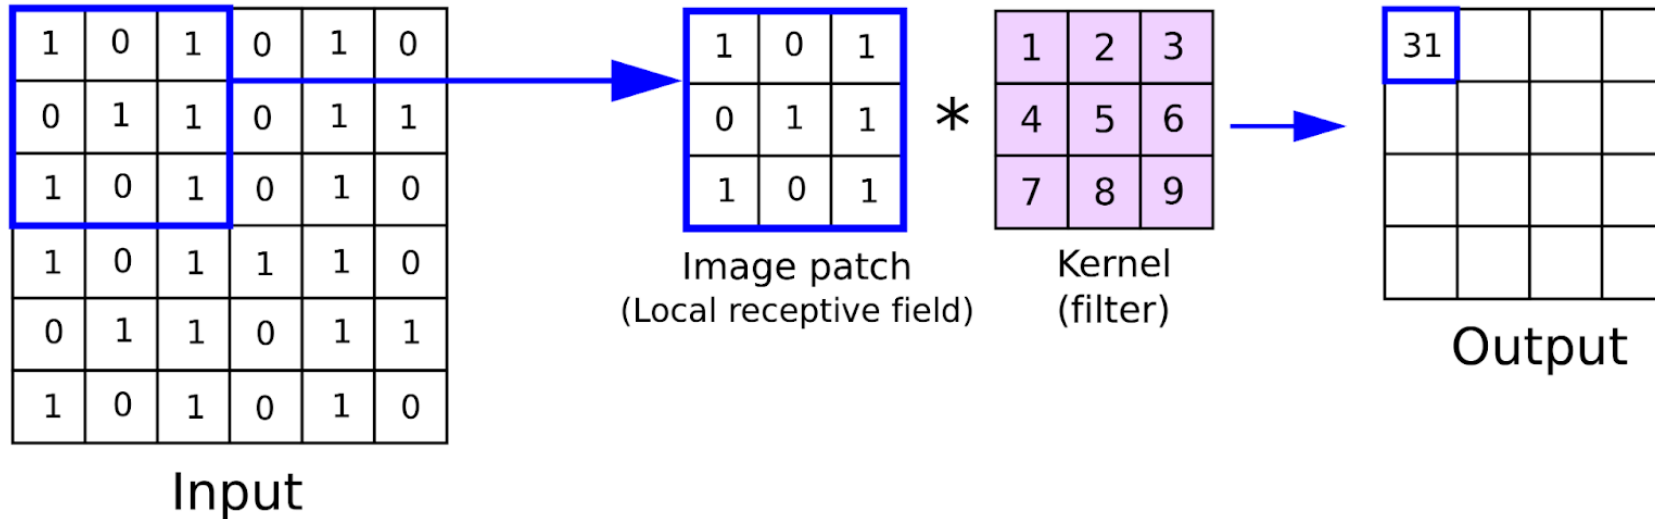 1 0 1 0 1 0
0 1 1 0 1 1
1 0 1 0 1 0
1 0 1 1 1 0
0 1 1 0 1 1
1 0 1 0 1 0
Input
1 0 1
0 1 1
1 0 1
Image patch
(Local receptive field)
*
1 2 3
4 5 6
7 8 9
Kernel
(filter)
31
Output